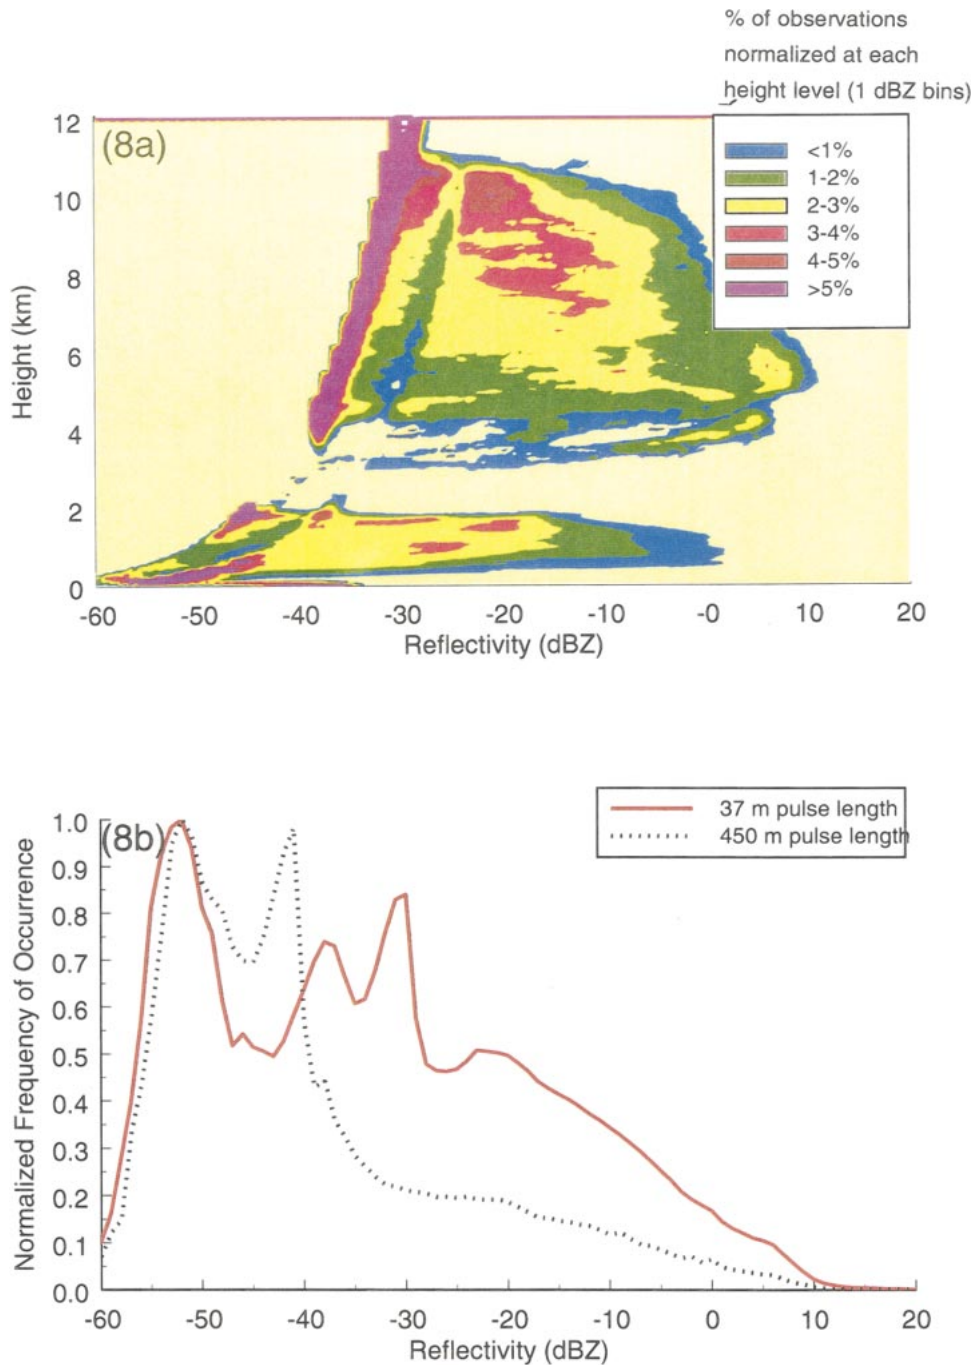 % of observations
normalized at each
height level (1 dBZ bins)
(8a)
<1%
1-2%
2-3%
3-4%
4-5%
>5%
12
10
8
6
4
2
0
Height (km)
-60 -50 -40 -30 -20 -10 -0 10 20
Reflectivity (dBZ)
(8b)
37 m pulse length
450 m pulse length
1.0
0.9
0.8
0.7
0.6
0.5
0.4
0.3
0.2
0.1
0.0
Normalized Frequency of Occurrence
-60 -50 -40 -30 -20 -10 0 10 20
Reflectivity (dBZ)